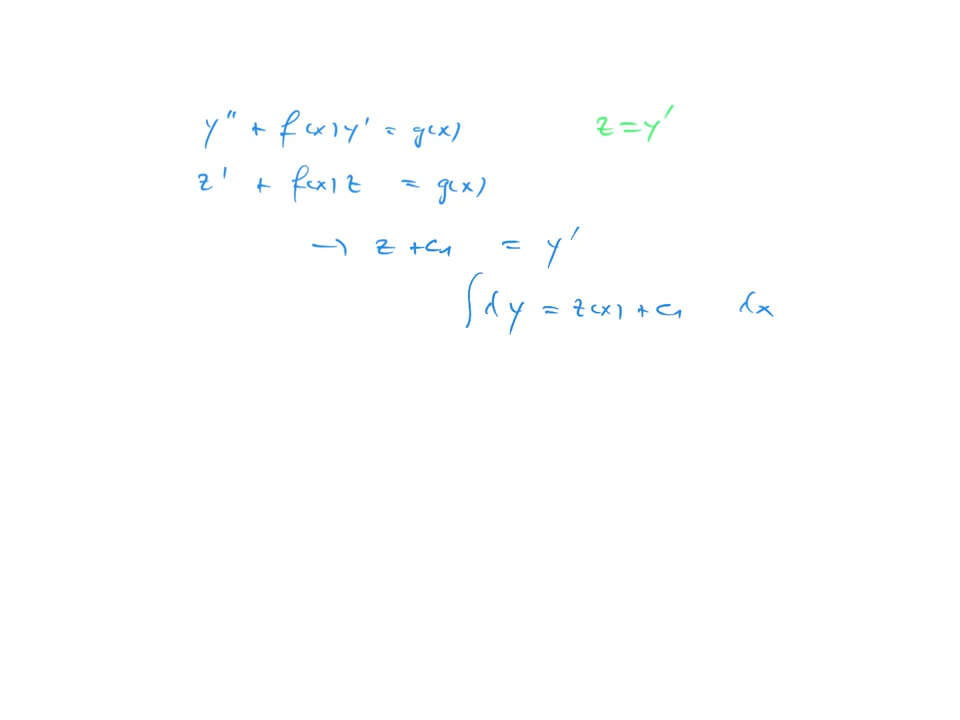 y" + f(x)y' = g(x) z = y'
z' + f(x)z = g(x)
→ z + c₁ = y'
∫dy = z(x) + c₁ dx